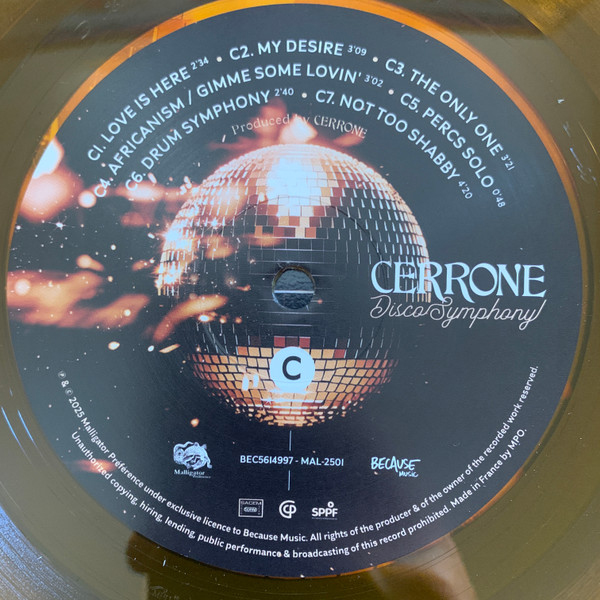 C1. LOVE IS HERE 2'34 • C2. MY DESIRE 3'09 • C3. THE ONLY ONE 3'21
C4. AFRICANISM / GIMME SOME LOVIN' 3'02 • C5. PERCS SOLO 0'48
C6. DRUM SYMPHONY 2'40 • C7. NOT TOO SHABBY 4'20
Produced by CERRONE
CERRONE
Disco Symphony
C
Malligator
BEC5614997 - MAL-2501
BECAUSE
MUSIC
SACEM
SPPF
℗ & © 2025 Malligator Preference under exclusive licence to Because Music. All rights of the producer & of the owner of the recorded work reserved.
Unauthorized copying, hiring, lending, public performance & broadcasting of this record prohibited. Made in France by MPO.